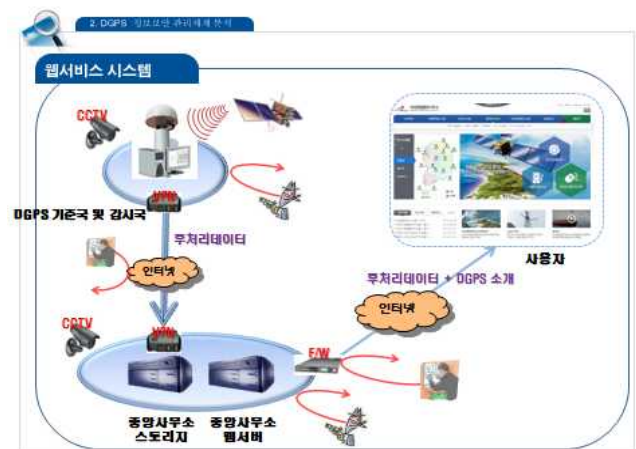 2. DGPS 정보보안 관리체계 분석
웹서비스 시스템
CCTV
VPN
DGPS 기준국 및 감시국
후처리데이터
인터넷
사용자
후처리데이터 + DGPS 소개
인터넷
CCTV
VPN
F/W
중앙사무소
스토리지
중앙사무소
웹서버